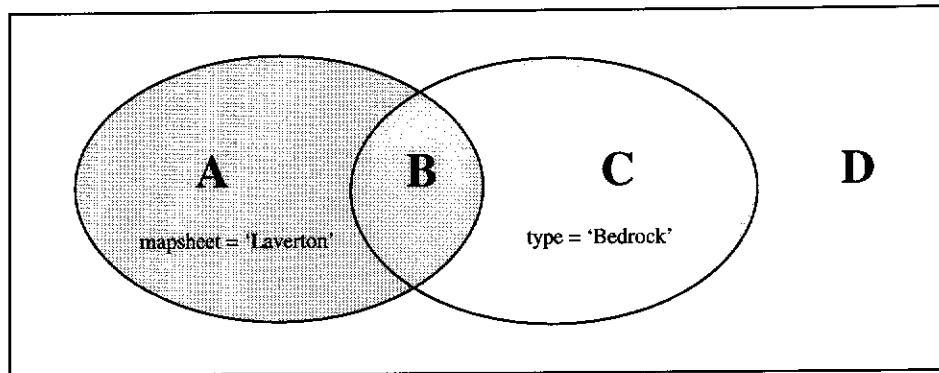 A B C D
mapsheet = ‘Laverton’ type = ‘Bedrock’